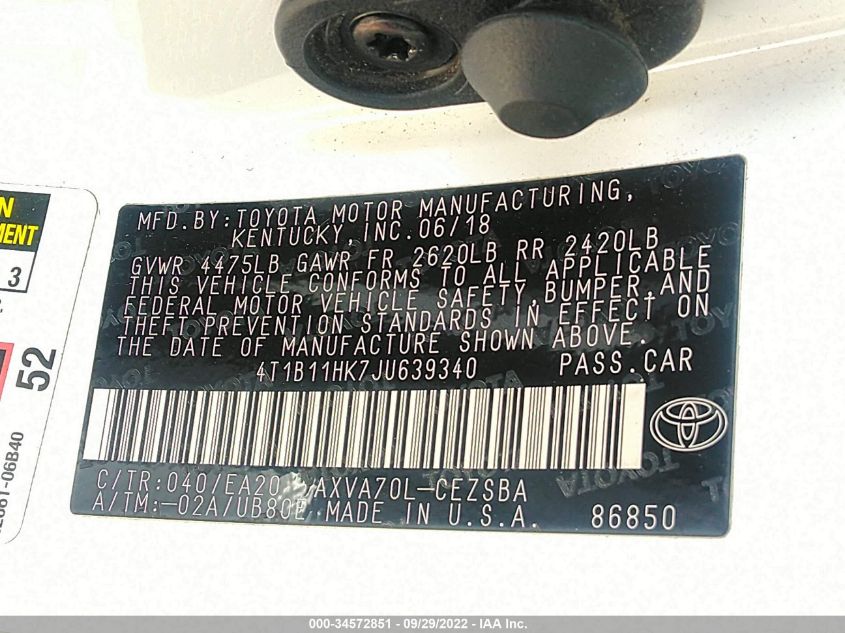 MFD.BY:TOYOTA MOTOR MANUFACTURING,
KENTUCKY, INC.06/18
GVWR 4475LB GAWR FR 2620LB RR 2420LB
THIS VEHICLE CONFORMS TO ALL APPLICABLE
FEDERAL MOTOR VEHICLE SAFETY,BUMPER,AND
THEFT PREVENTION STANDARDS IN EFFECT ON
THE DATE OF MANUFACTURE SHOWN ABOVE.
4T1B11HK7JU639340 PASS.CAR
C/TR:040/EA20 AXVA70L-CEZSBA
A/TM:-02A/UB80E MADE IN U.S.A. 86850
3
52
06B40
000-34572851 - 09/29/2022 - IAA Inc.